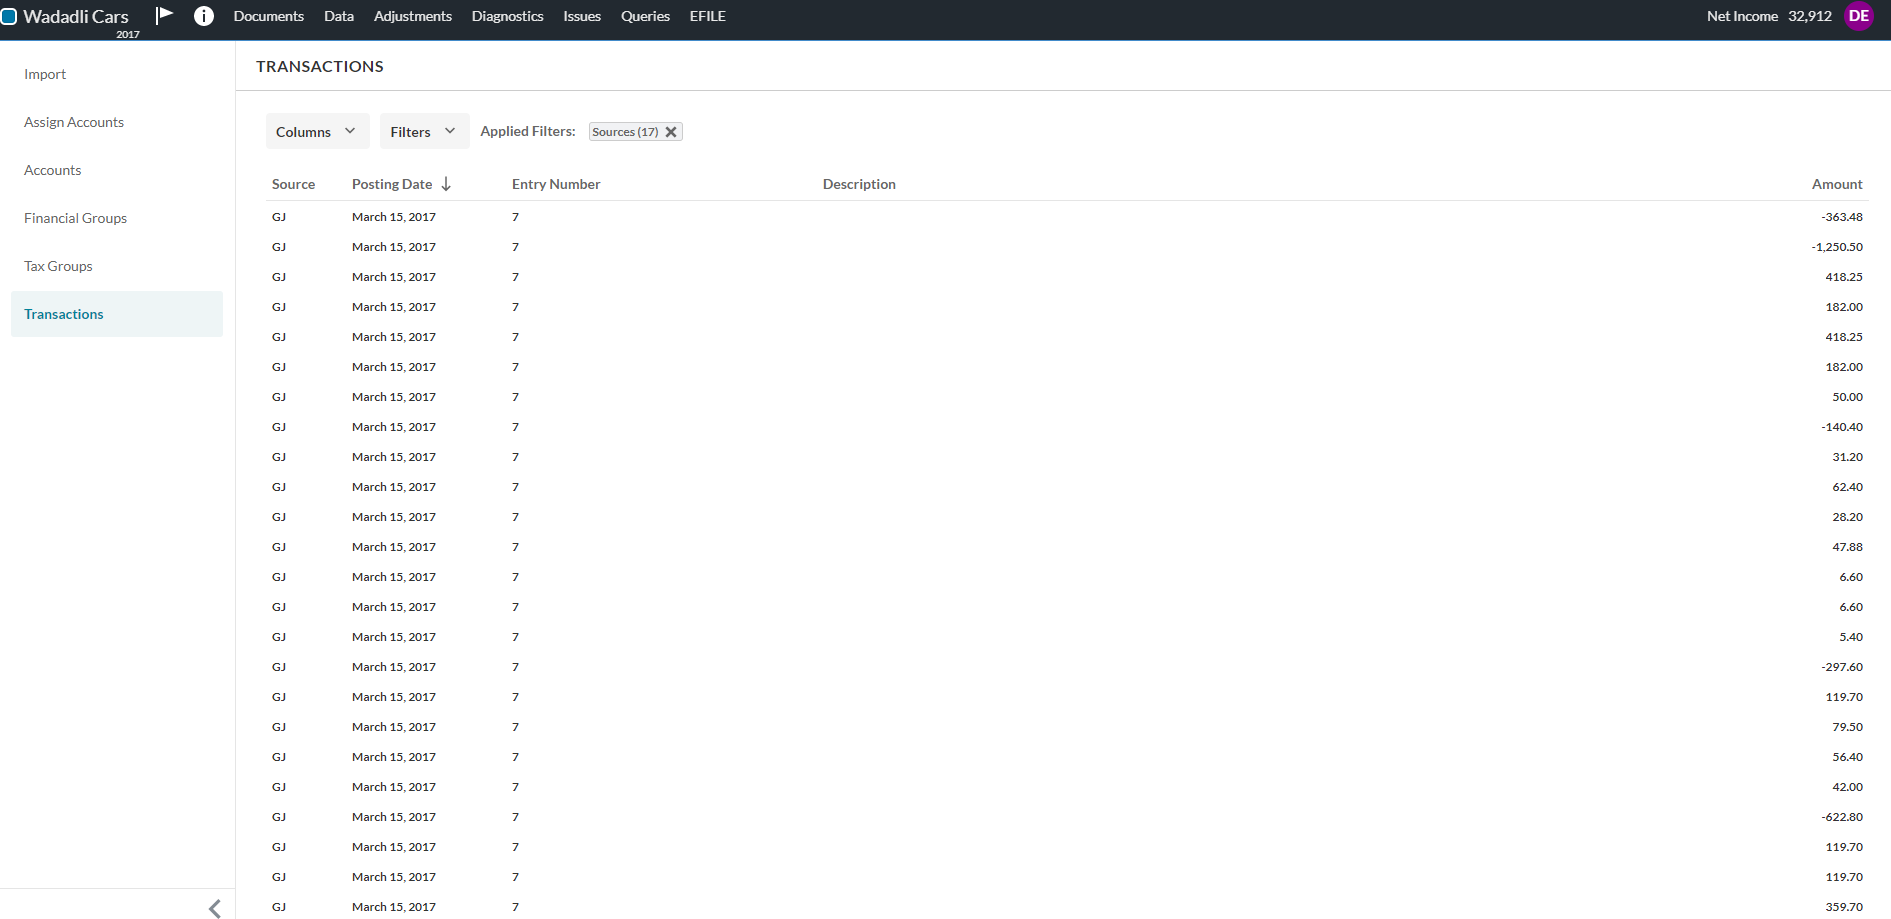 Wadadli Cars Documents Data Adjustments Diagnostics Issues Queries EFILE Net Income 32,912 DE
2017
Import
Assign Accounts
Accounts
Financial Groups
Tax Groups
Transactions
TRANSACTIONS
Columns Filters Applied Filters: Sources (17)
Source Posting Date Entry Number Description Amount
GJ March 15, 2017 7 -363.48
GJ March 15, 2017 7 -1,250.50
GJ March 15, 2017 7 418.25
GJ March 15, 2017 7 182.00
GJ March 15, 2017 7 418.25
GJ March 15, 2017 7 182.00
GJ March 15, 2017 7 50.00
GJ March 15, 2017 7 -140.40
GJ March 15, 2017 7 31.20
GJ March 15, 2017 7 62.40
GJ March 15, 2017 7 28.20
GJ March 15, 2017 7 47.88
GJ March 15, 2017 7 6.60
GJ March 15, 2017 7 6.60
GJ March 15, 2017 7 5.40
GJ March 15, 2017 7 -297.60
GJ March 15, 2017 7 119.70
GJ March 15, 2017 7 79.50
GJ March 15, 2017 7 56.40
GJ March 15, 2017 7 42.00
GJ March 15, 2017 7 -622.80
GJ March 15, 2017 7 119.70
GJ March 15, 2017 7 119.70
GJ March 15, 2017 7 359.70